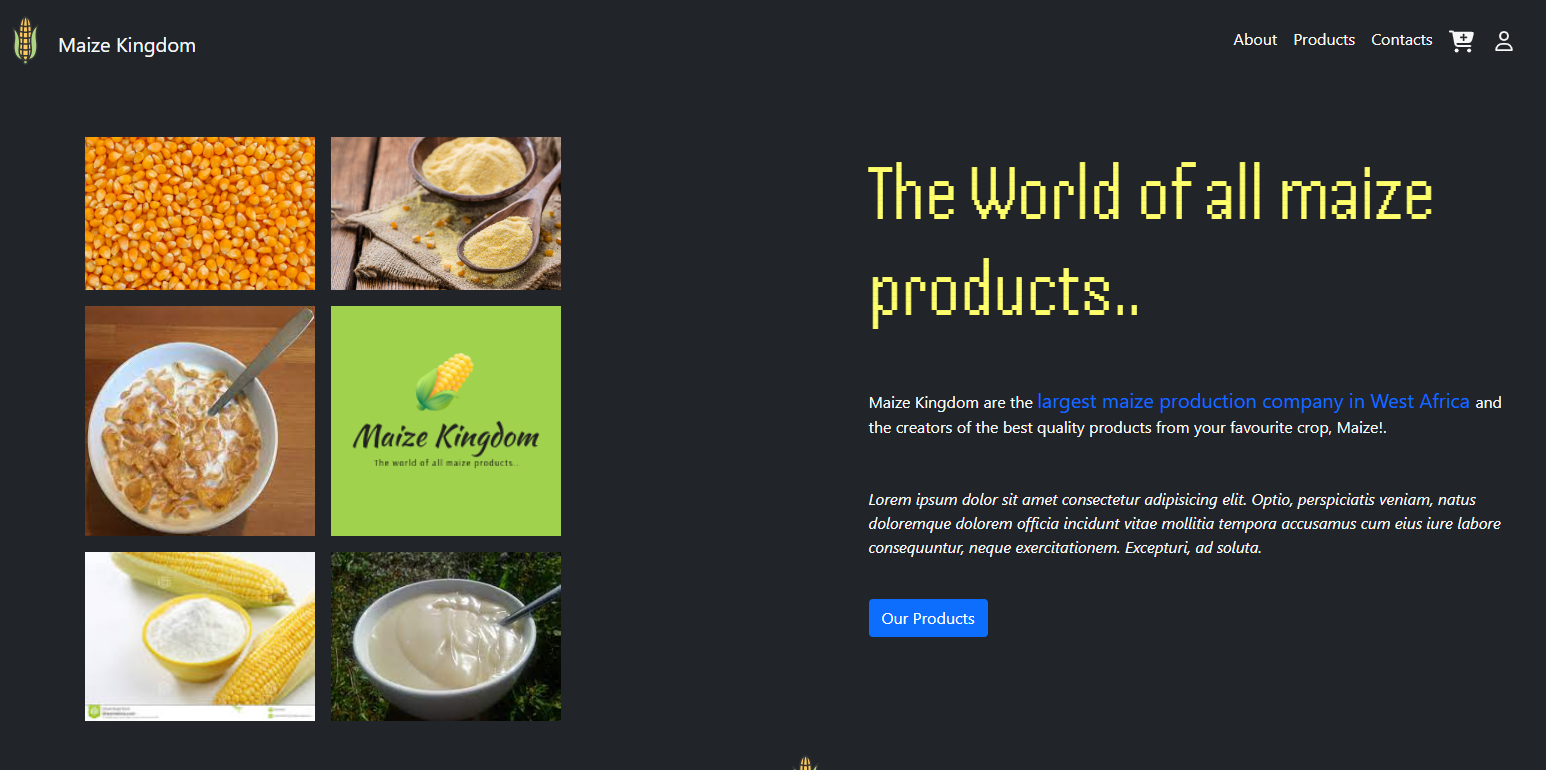 Maize Kingdom
About Products Contacts
The World of all maize
products..
Maize Kingdom
The world of all maize products...
Maize Kingdom are the largest maize production company in West Africa and
the creators of the best quality products from your favourite crop, Maize!.
Lorem ipsum dolor sit amet consectetur adipisicing elit. Optio, perspiciatis veniam, natus
doloremque dolorem officia incidunt vitae mollitia tempora accusamus cum eius iure labore
consequuntur, neque exercitationem. Excepturi, ad soluta.
Our Products